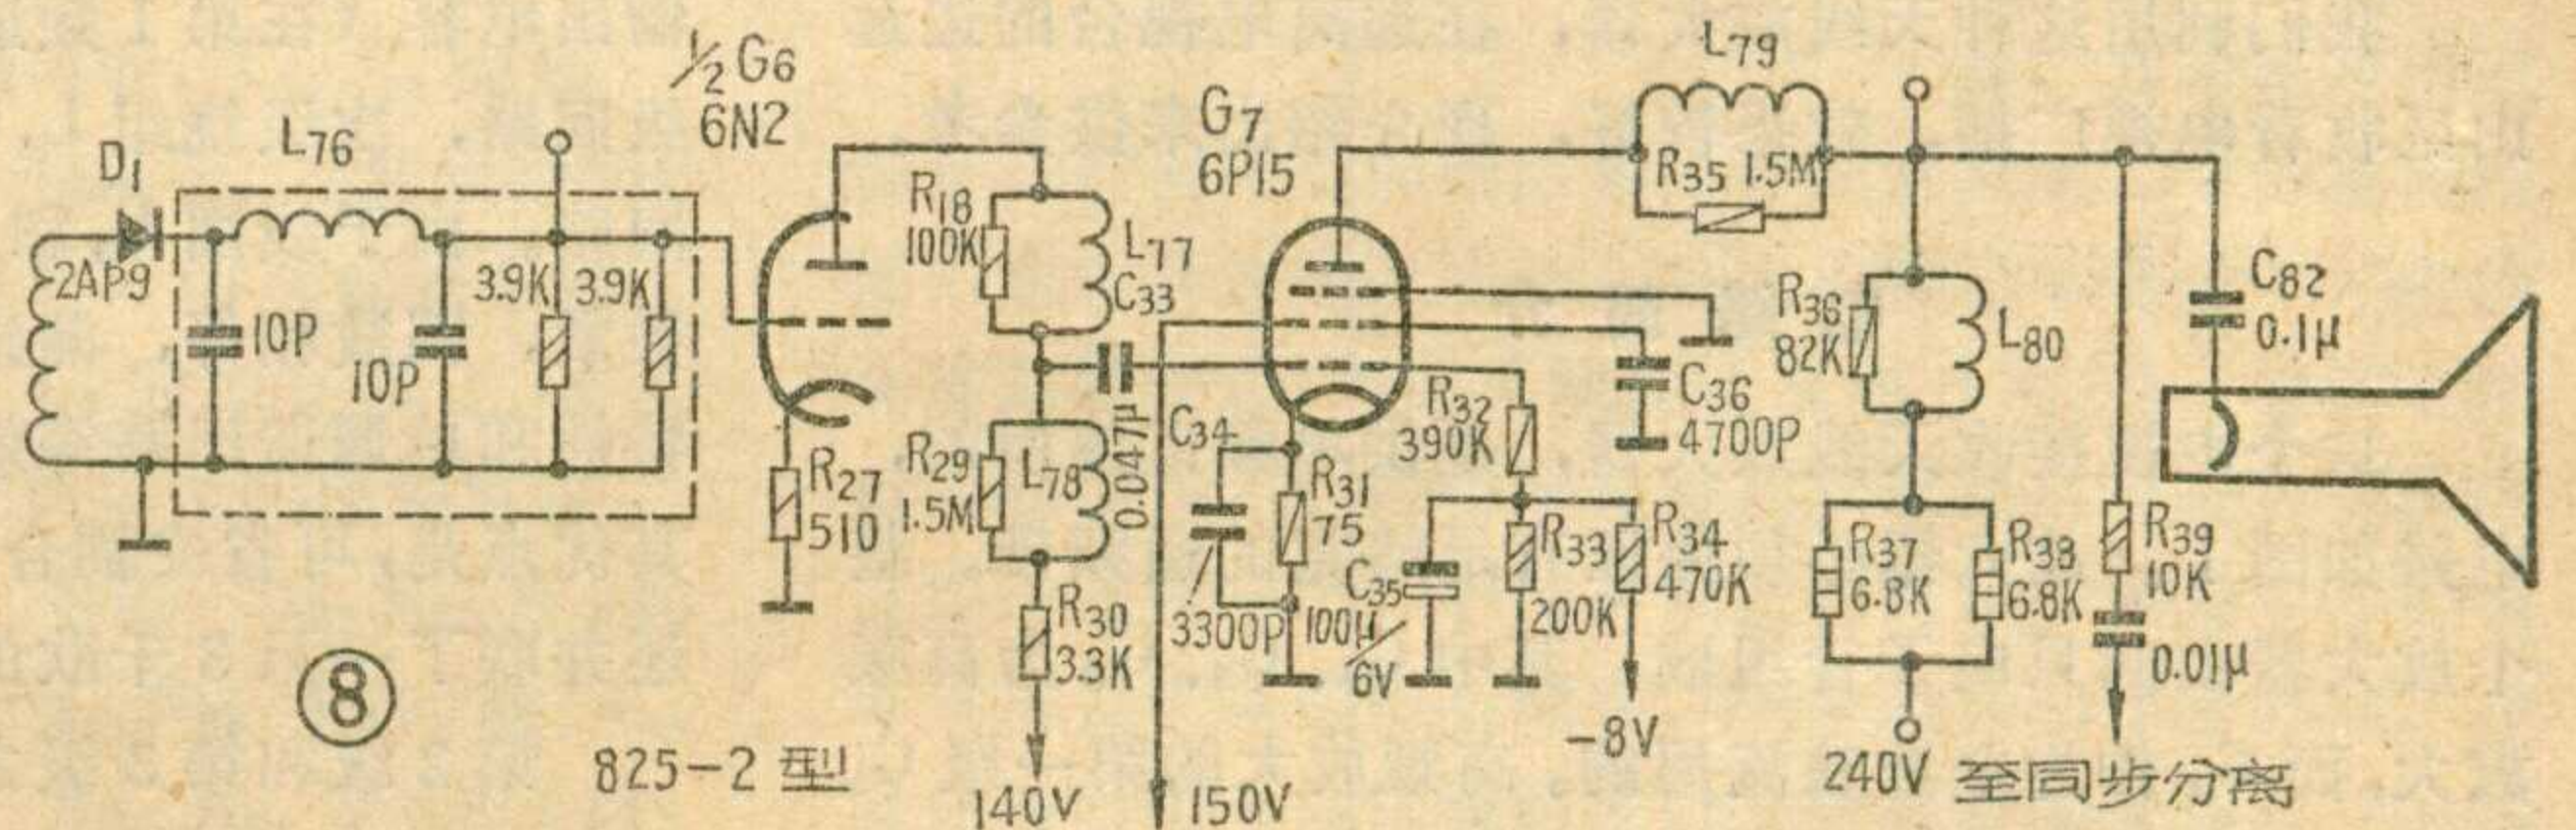 D1
2AP9
L76
10P
10P
3.9K
3.9K
1/2 G6
6N2
R27
510
R18
100K
L77
C33
0.047μ
R29
1.5M
L78
R30
3.3K
140V
150V
G7
6P15
C34
3300P
R31
75
R32
390K
C35
100μ/6V
R33
200K
R34
470K
-8V
C36
4700P
L79
R35 1.5M
R36
82K
L80
R37
6.8K
R38
6.8K
240V
R39
10K
0.01μ
至同步分离
C82
0.1μ
⑧
825-2 型